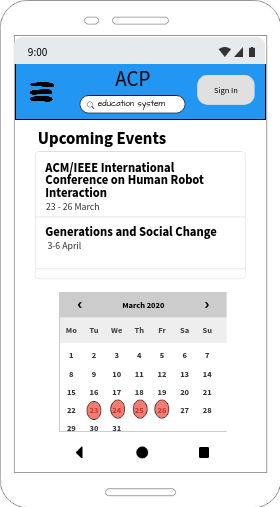 9:00
ACP
Sign In
education system
Upcoming Events
ACM/IEEE International
Conference on Human Robot
Interaction
23 - 26 March
Generations and Social Change
3-6 April
‹ March 2020 ›
Mo Tu We Th Fr Sa Su
1 2 3 4 5 6 7
8 9 10 11 12 13 14
15 16 17 18 19 20 21
22 23 24 25 26 27 28
29 30 31